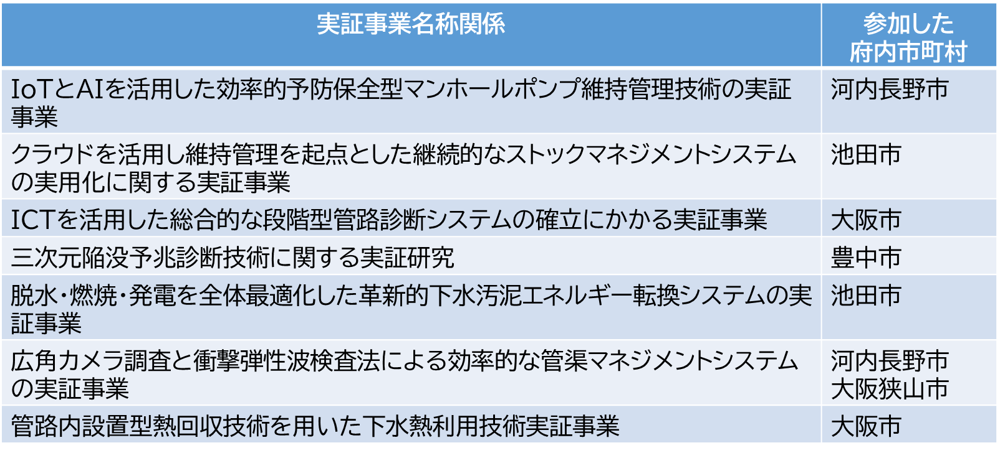 実証事業名称関係
参加した
府内市町村
IoTとAIを活用した効率的予防保全型マンホールポンプ維持管理技術の実証
事業
河内長野市
クラウドを活用し維持管理を起点とした継続的なストックマネジメントシステム
の実用化に関する実証事業
池田市
ICTを活用した総合的な段階型管路診断システムの確立にかかる実証事業
大阪市
三次元陥没予兆診断技術に関する実証研究
豊中市
脱水・燃焼・発電を全体最適化した革新的下水汚泥エネルギー転換システムの実
証事業
池田市
広角カメラ調査と衝撃弾性波検査法による効率的な管渠マネジメントシステム
の実証事業
河内長野市
大阪狭山市
管路内設置型熱回収技術を用いた下水熱利用技術実証事業
大阪市